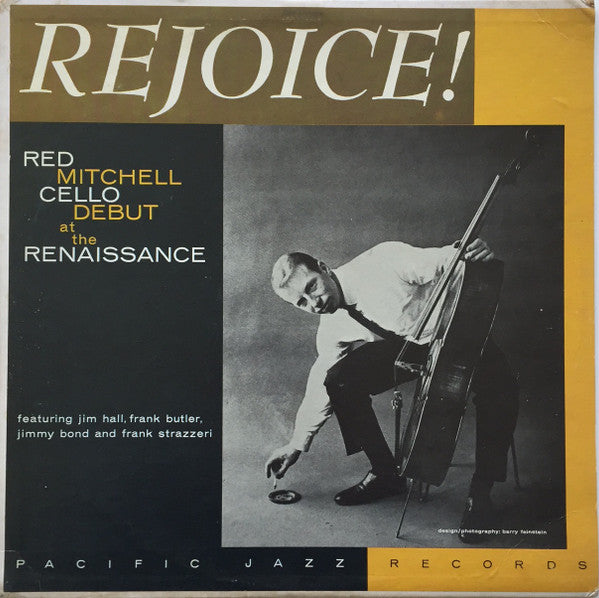 REJOICE!
RED
MITCHELL
CELLO
DEBUT
at
the
RENAISSANCE
featuring jim hall, frank butler,
jimmy bond and frank strazzeri
design/photography: barry feinstein
PACIFIC JAZZ RECORDS